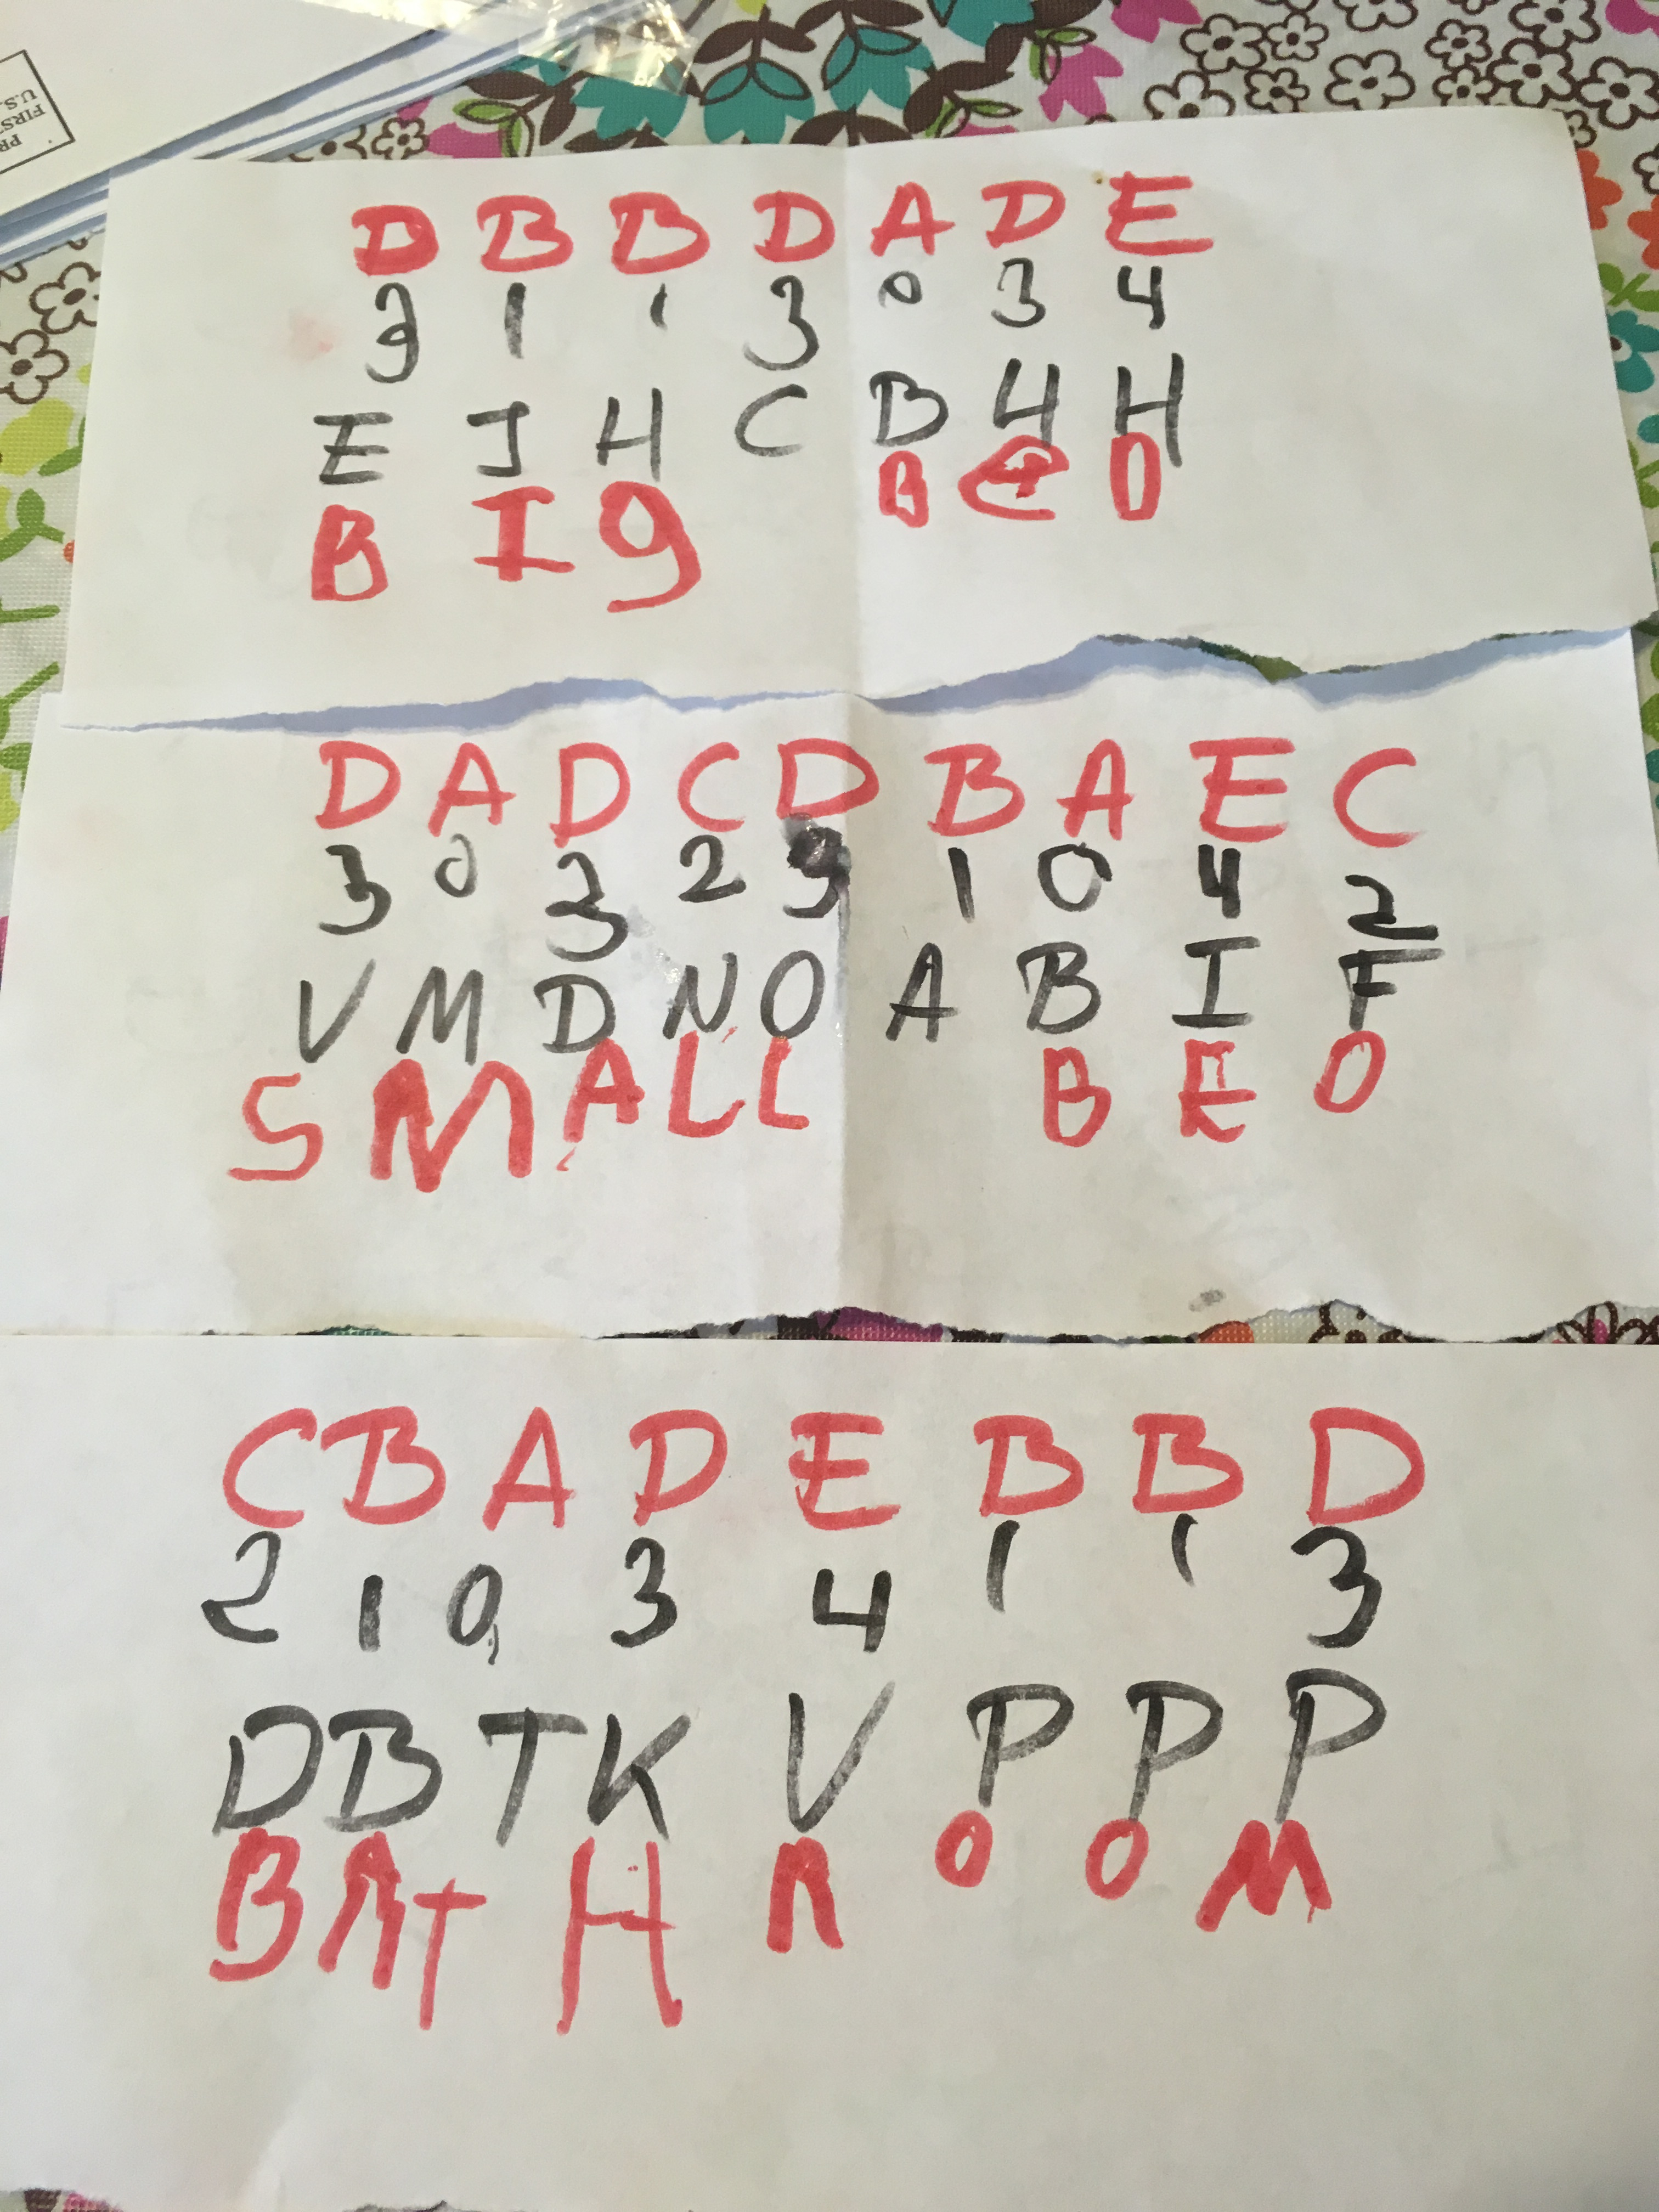 PR
FIRST
U.S.
D B B D A D E
3 1 1 3 0 3 4
E J H C B H H
B I g B E D
D A D C D B A E C
3 0 3 2 3 1 0 4 2
V M D N O A B I F
S M A L L B E D
C B A D E B B D
2 1 0 3 4 1 1 3
D B T K V P P P
B A t H R O O M